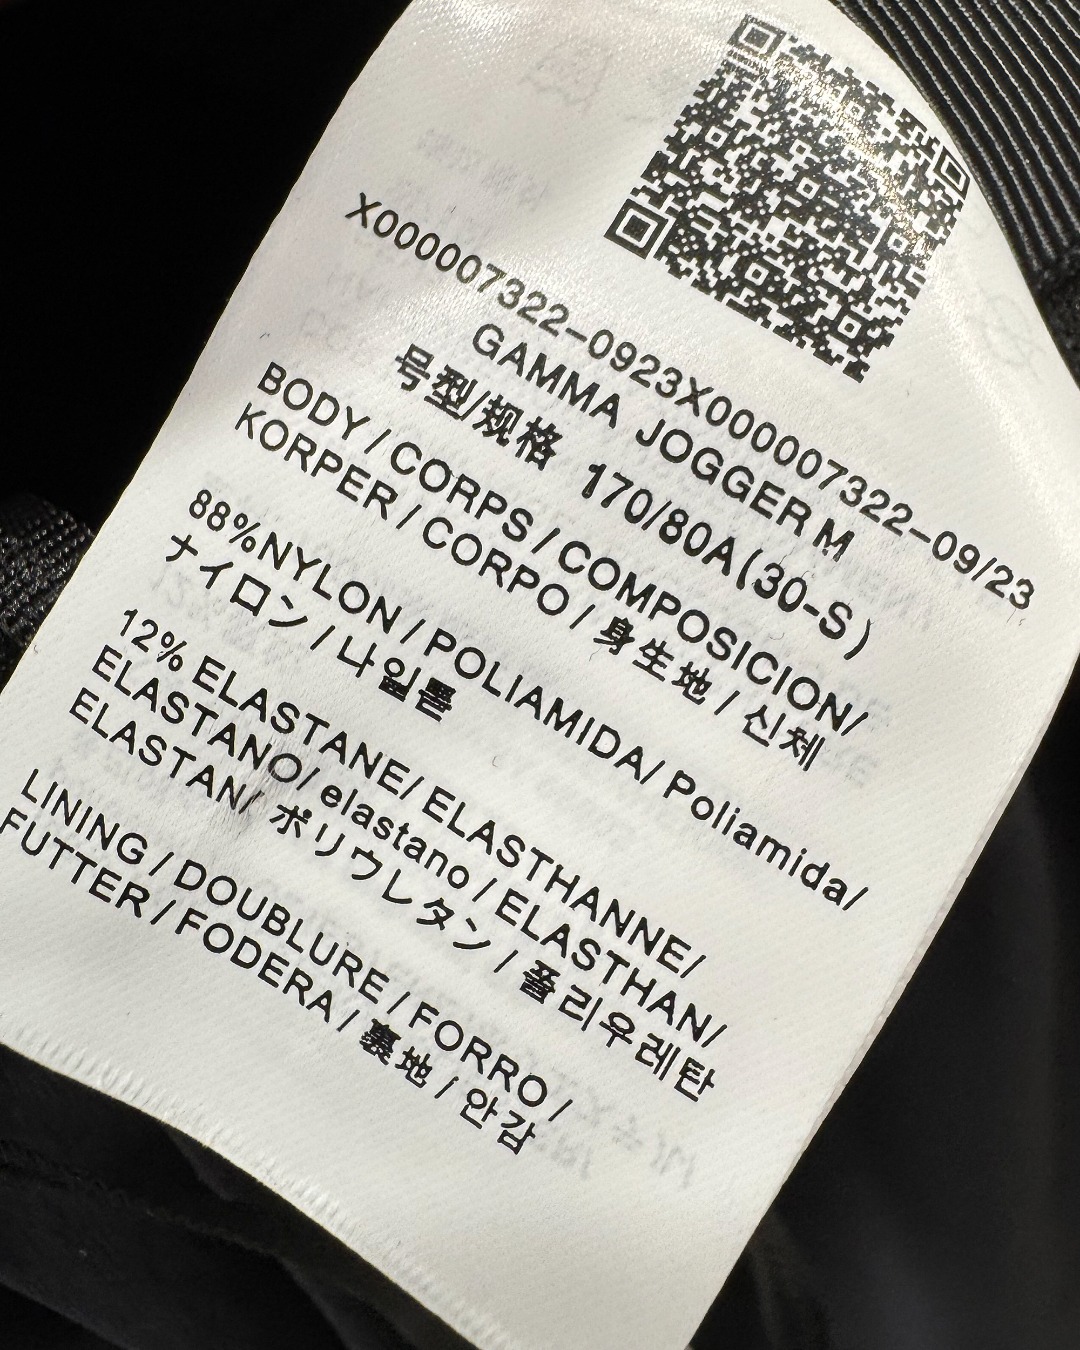 X000007322-0923X000007322-09/23
GAMMA JOGGER M
号型/规格 170/80A(30-S)
BODY / CORPS / COMPOSICION/
KORPER / CORPO / 身生地 / 신체
88%NYLON / POLIAMIDA/ Poliamida/
ナイロン / 나일론
12% ELASTANE/ ELASTHANNE/
ELASTANO/ elastano / ELASTHAN/
ELASTAN/ ポリウレタン / 폴리우레탄
LINING / DOUBLURE / FORRO /
FUTTER / FODERA / 裏地 / 안감